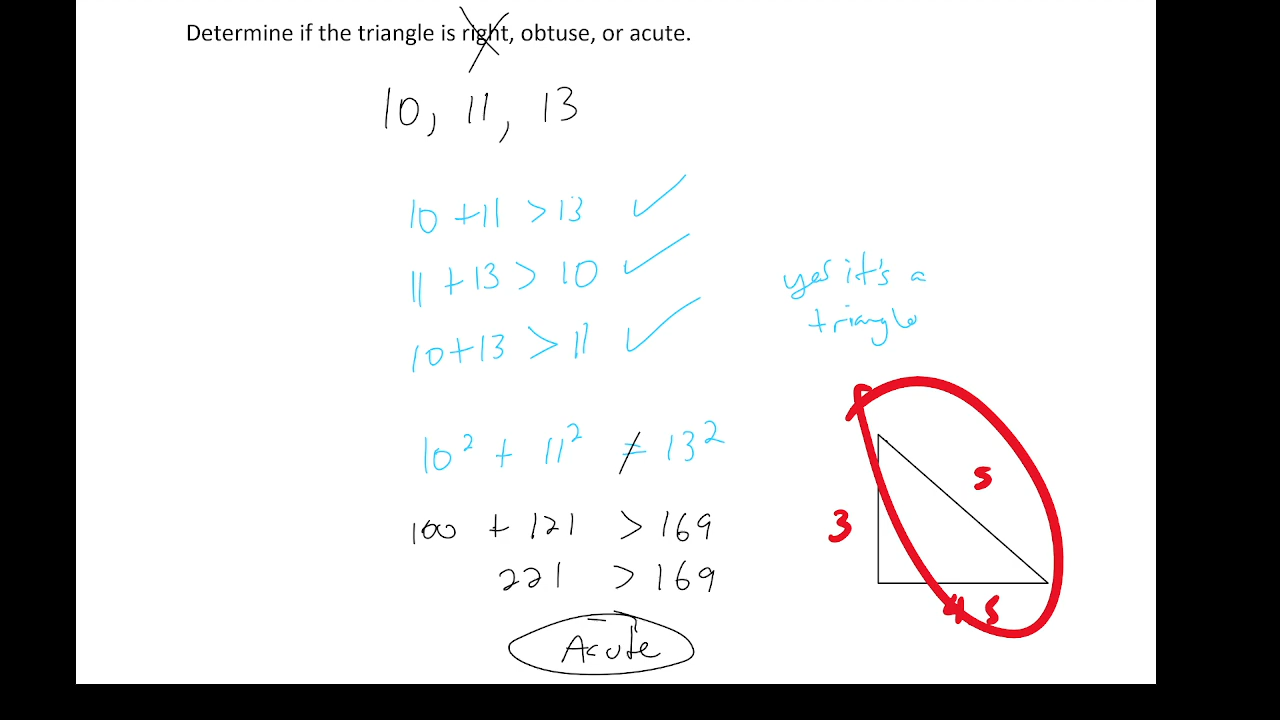 Determine if the triangle is right, obtuse, or acute.
10, 11, 13
10 + 11 > 13 ✓
11 + 13 > 10 ✓
10 + 13 > 11 ✓
yes it's a
triangle
10² + 11² ≠ 13²
100 + 121 > 169
221 > 169
Acute
5
3
4 5